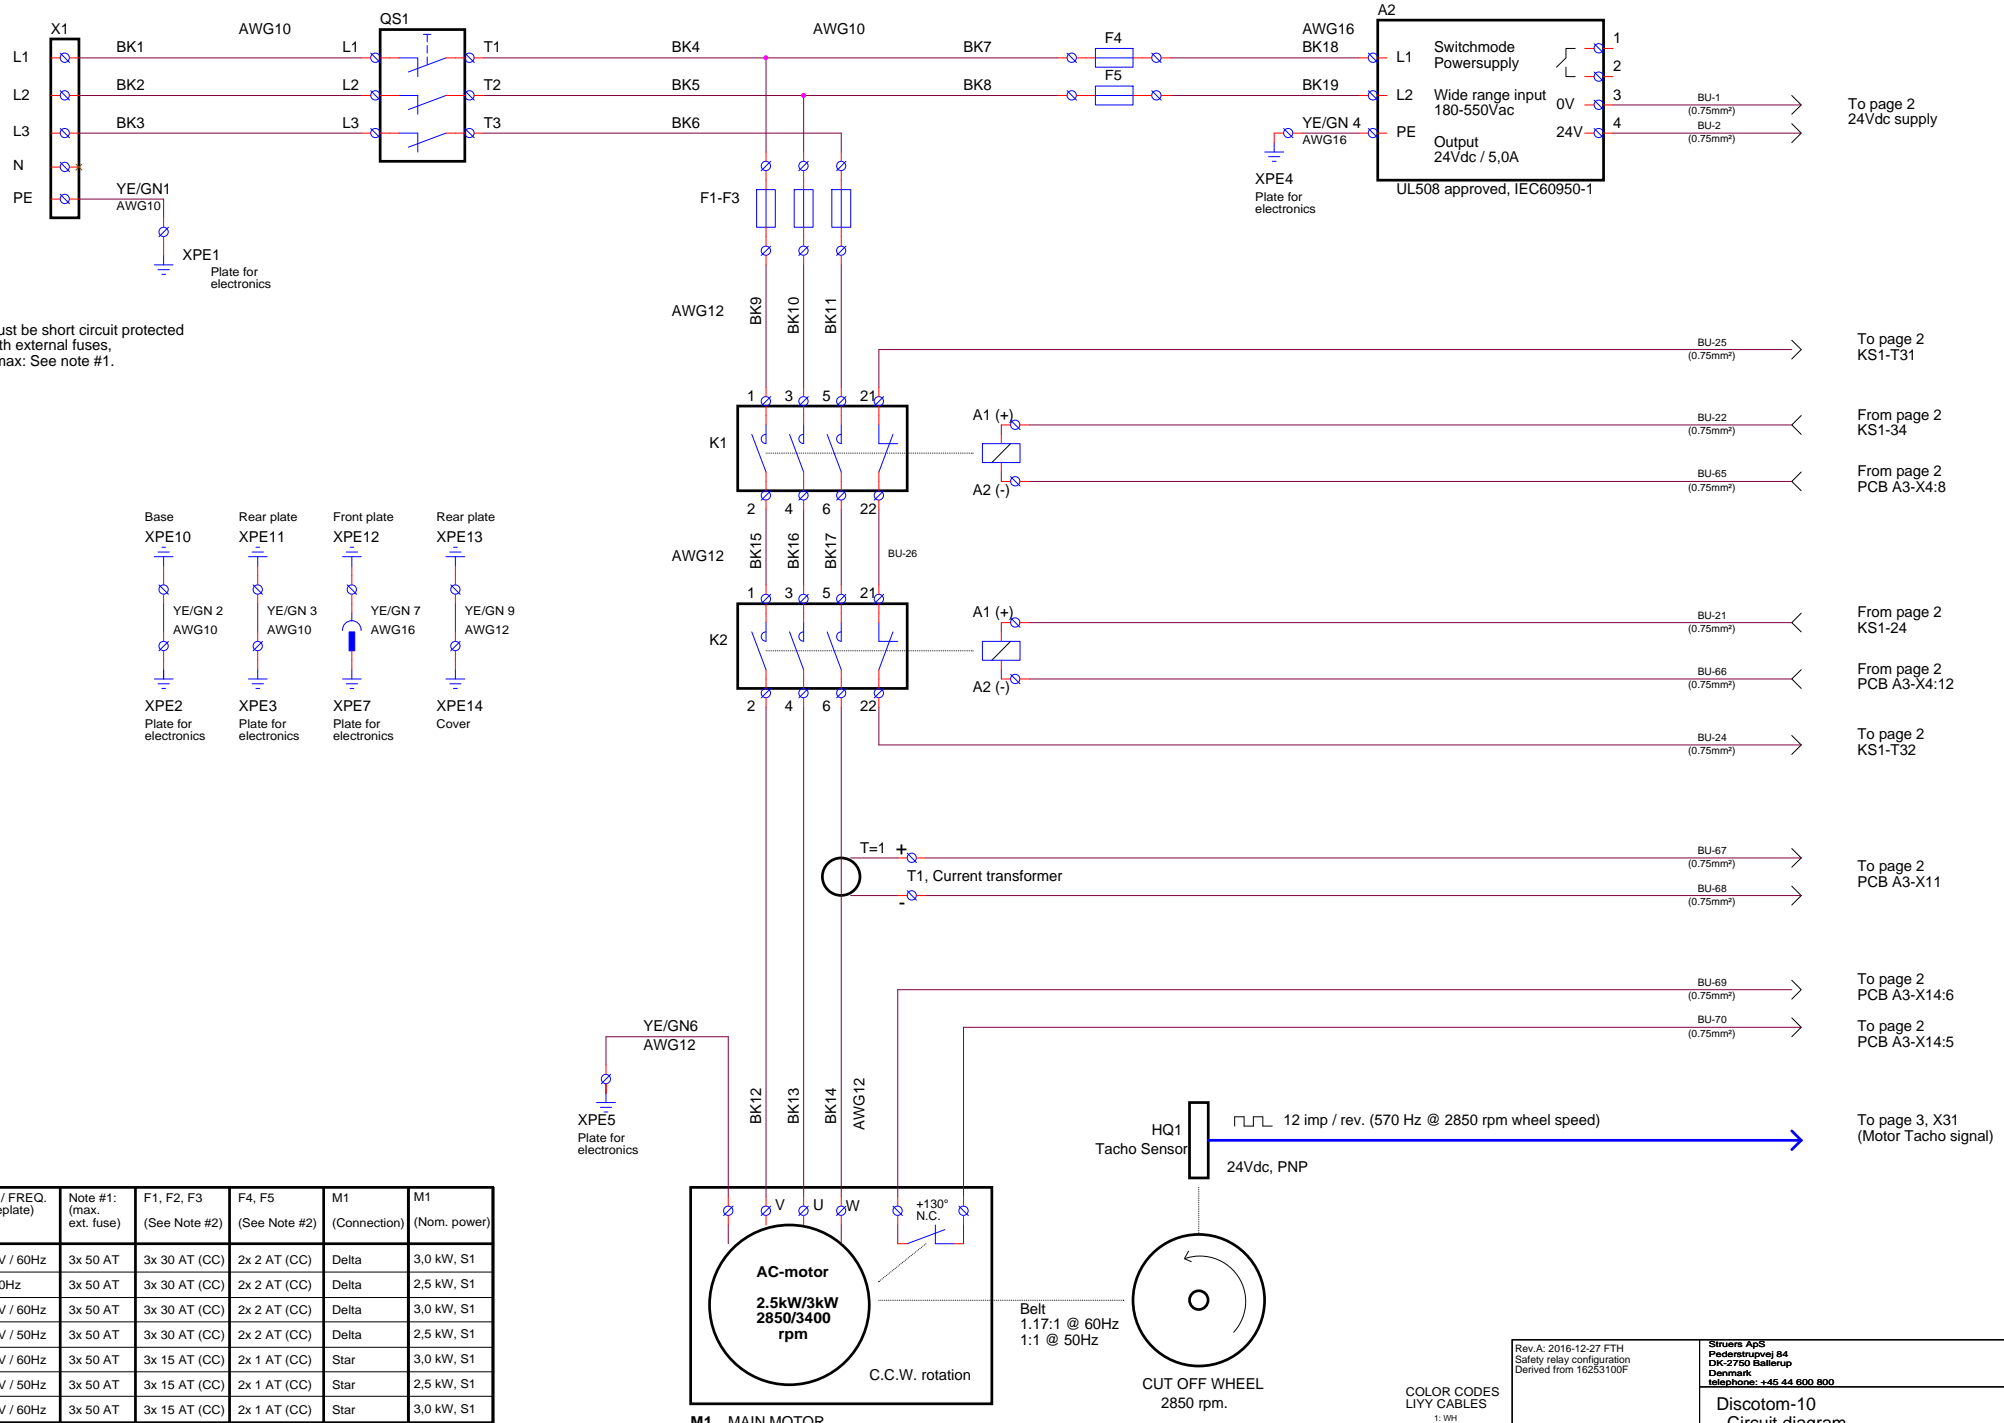 X1
AWG10
QS1
AWG10
AWG16
A2
L1
BK1
L1
T1
BK4
BK7
F4
BK18
L1
Switchmode
Powersupply
1
2
L2
BK2
L2
T2
BK5
BK8
F5
BK19
L2
Wide range input
180-550Vac
0V
3
BU-1
(0.75mm²)
To page 2
24Vdc supply
L3
BK3
L3
T3
BK6
YE/GN 4
AWG16
PE
Output
24Vdc / 5,0A
24V
4
BU-2
(0.75mm²)
N
PE
YE/GN1
AWG10
XPE1
Plate for
electronics
F1-F3
XPE4
Plate for
electronics
UL508 approved, IEC60950-1
AWG12
BK9
BK10
BK11
ust be short circuit protected
th external fuses,
max: See note #1.
BU-25
(0.75mm²)
To page 2
KS1-T31
1
3
5
21
K1
A1 (+)
A2 (-)
BU-22
(0.75mm²)
From page 2
KS1-34
BU-65
(0.75mm²)
From page 2
PCB A3-X4:8
2
4
6
22
Base
XPE10
Rear plate
XPE11
Front plate
XPE12
Rear plate
XPE13
AWG12
BK15
BK16
BK17
BU-26
YE/GN 2
AWG10
YE/GN 3
AWG10
YE/GN 7
AWG16
YE/GN 9
AWG12
1
3
5
21
K2
A1 (+)
A2 (-)
BU-21
(0.75mm²)
From page 2
KS1-24
BU-66
(0.75mm²)
From page 2
PCB A3-X4:12
XPE2
Plate for
electronics
XPE3
Plate for
electronics
XPE7
Plate for
electronics
XPE14
Cover
2
4
6
22
BU-24
(0.75mm²)
To page 2
KS1-T32
T=1
+
T1, Current transformer
-
BU-67
(0.75mm²)
BU-68
(0.75mm²)
To page 2
PCB A3-X11
BU-69
(0.75mm²)
To page 2
PCB A3-X14:6
BU-70
(0.75mm²)
To page 2
PCB A3-X14:5
YE/GN6
AWG12
XPE5
Plate for
electronics
BK12
BK13
BK14
AWG12
HQ1
Tacho Sensor
12 imp / rev. (570 Hz @ 2850 rpm wheel speed)
24Vdc, PNP
To page 3, X31
(Motor Tacho signal)
V
U
W
+130°
N.C.
AC-motor
2.5kW/3kW
2850/3400
rpm
C.C.W. rotation
M1 MAIN MOTOR
Belt
1.17:1 @ 60Hz
1:1 @ 50Hz
CUT OFF WHEEL
2850 rpm.
/ FREQ.
eplate)
Note #1:
(max.
ext. fuse)
F1, F2, F3
(See Note #2)
F4, F5
(See Note #2)
M1
(Connection)
M1
(Nom. power)
V / 60Hz 3x 50 AT 3x 30 AT (CC) 2x 2 AT (CC) Delta 3,0 kW, S1
0Hz 3x 50 AT 3x 30 AT (CC) 2x 2 AT (CC) Delta 2,5 kW, S1
V / 60Hz 3x 50 AT 3x 30 AT (CC) 2x 2 AT (CC) Delta 3,0 kW, S1
V / 50Hz 3x 50 AT 3x 30 AT (CC) 2x 2 AT (CC) Delta 2,5 kW, S1
V / 60Hz 3x 50 AT 3x 15 AT (CC) 2x 1 AT (CC) Star 3,0 kW, S1
V / 50Hz 3x 50 AT 3x 15 AT (CC) 2x 1 AT (CC) Star 2,5 kW, S1
V / 60Hz 3x 50 AT 3x 15 AT (CC) 2x 1 AT (CC) Star 3,0 kW, S1
COLOR CODES
LIYY CABLES
1: WH
Rev.A: 2016-12-27 FTH
Safety relay configuration
Derived from 16253100F
Struers ApS
Pederstrupvej 84
DK-2750 Ballerup
Denmark
telephone: +45 44 600 800
Discotom-10
Circuit diagram